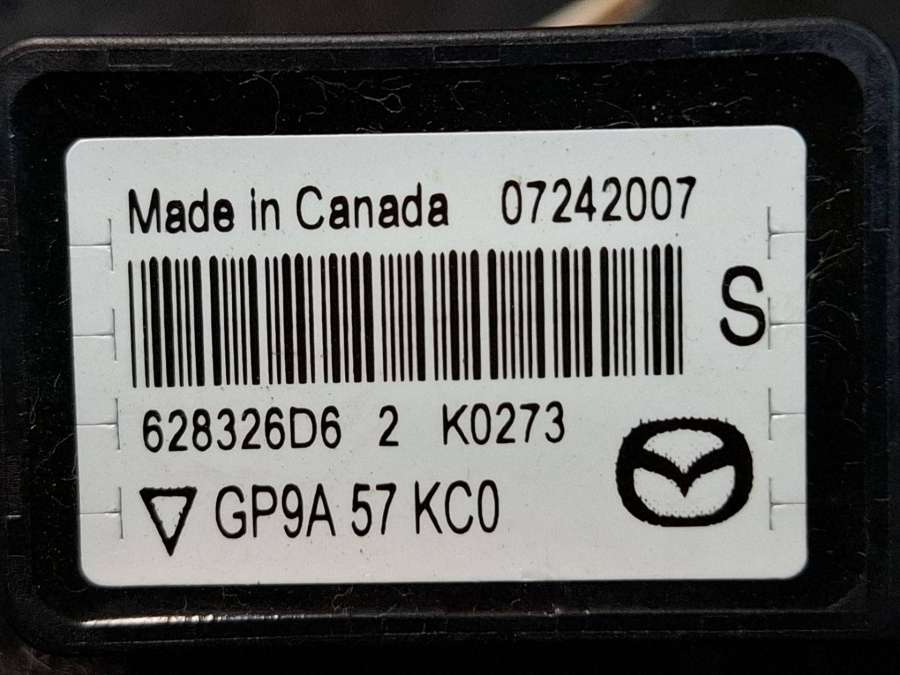 Made in Canada 07242007
S
628326D6 2 K0273
GP9A 57 KC0